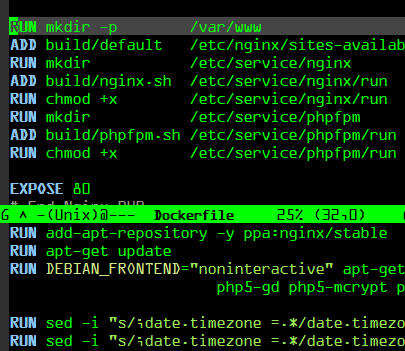 RUN mkdir -p /var/www
ADD build/default /etc/nginx/sites-availab
RUN mkdir /etc/service/nginx
ADD build/nginx.sh /etc/service/nginx/run
RUN chmod +x /etc/service/nginx/run
RUN mkdir /etc/service/phpfpm
ADD build/phpfpm.sh /etc/service/phpfpm/run
RUN chmod +x /etc/service/phpfpm/run
EXPOSE 80
# End Nginx-PHP
G ^ -(Unix)@--- Dockerfile 25% (32,0)
RUN add-apt-repository -y ppa:nginx/stable
RUN apt-get update
RUN DEBIAN_FRONTEND="noninteractive" apt-get
php5-gd php5-mcrypt p
RUN sed -i "s/;date.timezone =.*/date.timezo
RUN sed -i "s/;date.timezone =.*/date.timezo